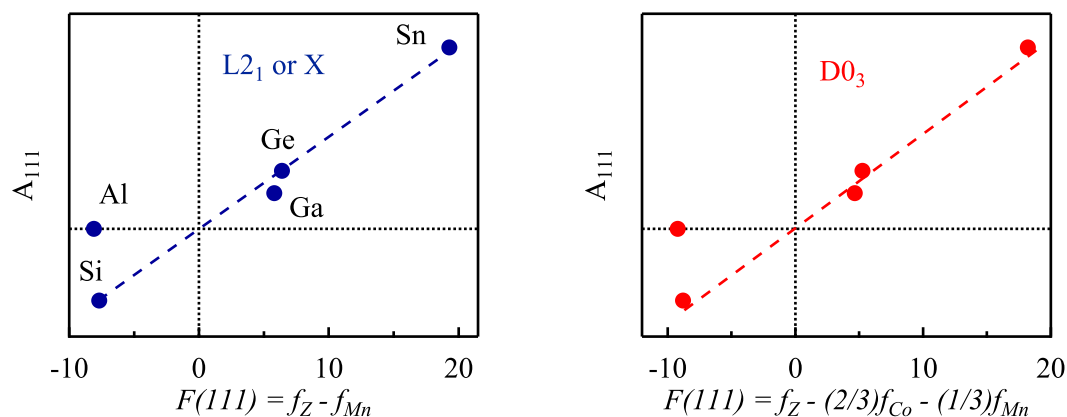 Sn
L2₁ or X
Ge
Al
Ga
Si
A₁₁₁
-10 0 10 20
F(111) = f_Z - f_Mn
D0₃
A₁₁₁
-10 0 10 20
F(111) = f_Z - (2/3)f_Co - (1/3)f_Mn